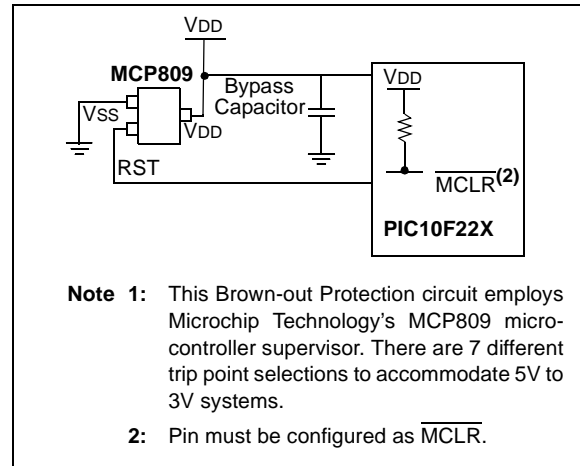 VDD
MCP809
Bypass
Capacitor
VDD
VSS
VDD
RST
MCLR(2)
PIC10F22X
Note 1: This Brown-out Protection circuit employs
Microchip Technology's MCP809 micro-
controller supervisor. There are 7 different
trip point selections to accommodate 5V to
3V systems.
2: Pin must be configured as MCLR.